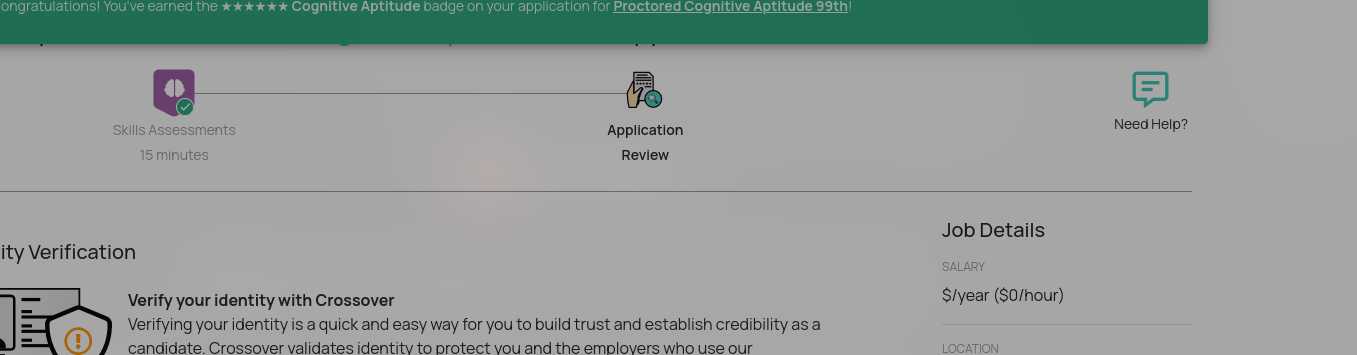 ongratulations! You've earned the ★★★★★★ Cognitive Aptitude badge on your application for Proctored Cognitive Aptitude 99th!
Skills Assessments
15 minutes
Application
Review
Need Help?
ity Verification
Verify your identity with Crossover
Verifying your identity is a quick and easy way for you to build trust and establish credibility as a
candidate. Crossover validates identity to protect you and the employers who use our
Job Details
SALARY
$/year ($0/hour)
LOCATION